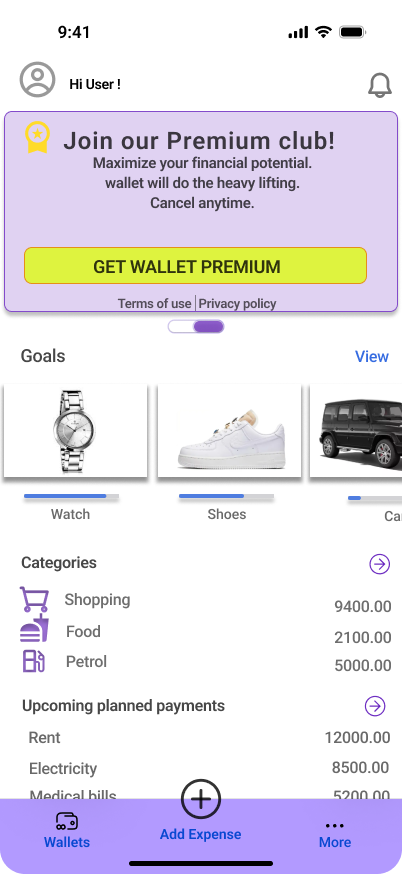 9:41
Hi User !
Join our Premium club!
Maximize your financial potential.
wallet will do the heavy lifting.
Cancel anytime.
GET WALLET PREMIUM
Terms of use | Privacy policy
Goals View
Watch Shoes Ca
Categories
Shopping 9400.00
Food 2100.00
Petrol 5000.00
Upcoming planned payments
Rent 12000.00
Electricity 8500.00
Medical bills 5200.00
Wallets Add Expense More